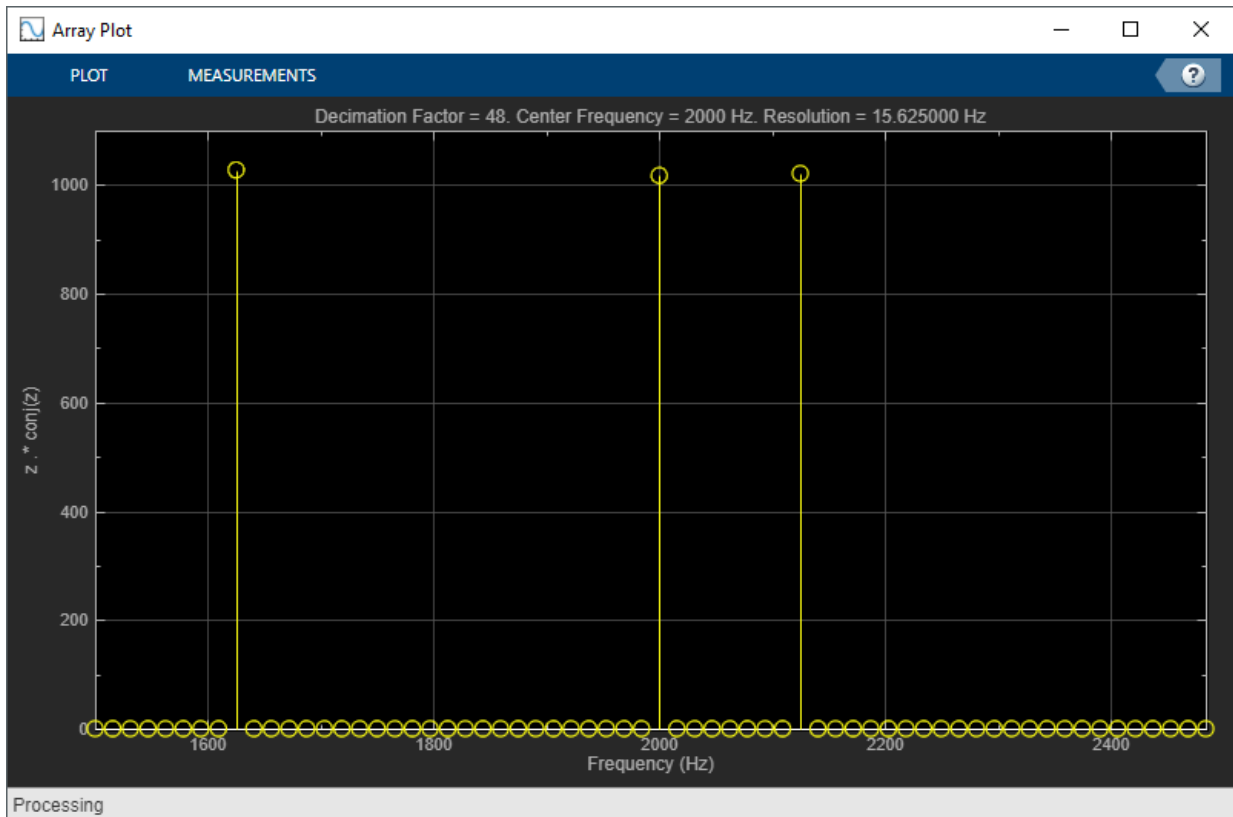 Array Plot
PLOT MEASUREMENTS ?
Decimation Factor = 48. Center Frequency = 2000 Hz. Resolution = 15.625000 Hz
1000
800
600
400
200
0
z .* conj(z)
1600 1800 2000 2200 2400
Frequency (Hz)
Processing